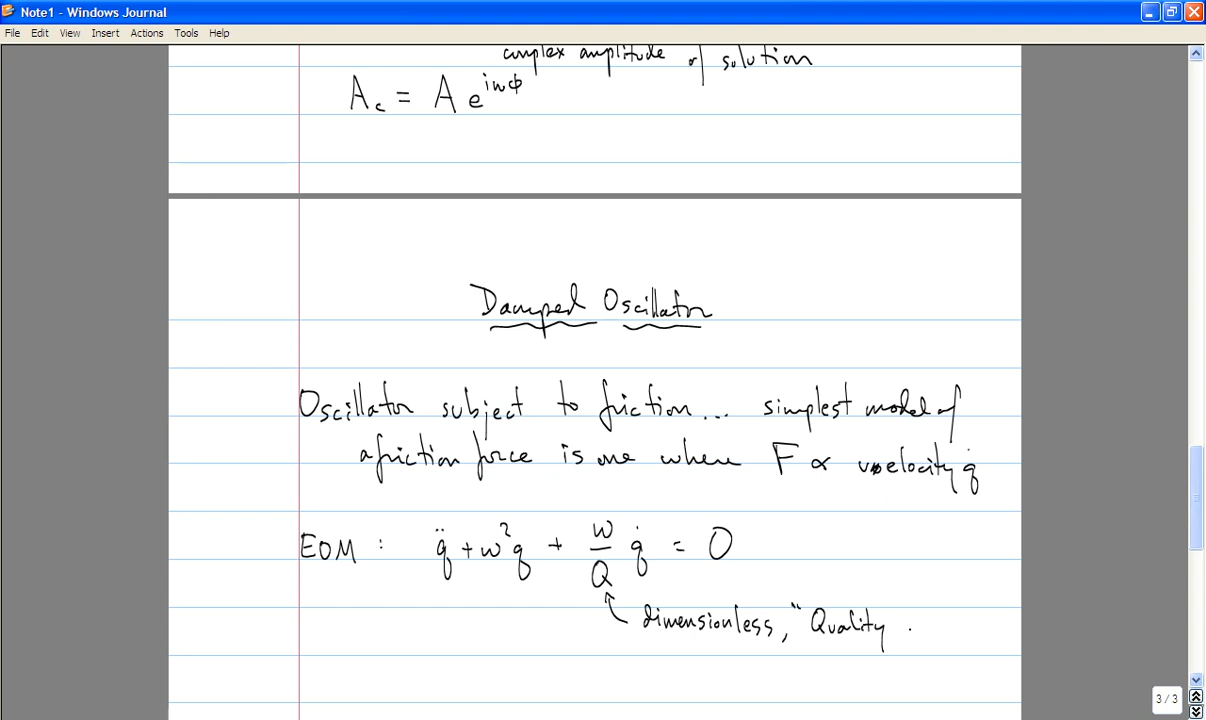 Note1 - Windows Journal
File Edit View Insert Actions Tools Help
complex amplitude of solution
A_c = A e^{iωϕ}
Damped Oscillator
Oscillator subject to friction... simplest model of
a friction force is one where F ∝ velocity q̇
EOM : q̈ + ω²q + ω/Q q̇ = 0
dimensionless, "Quality
3 / 3